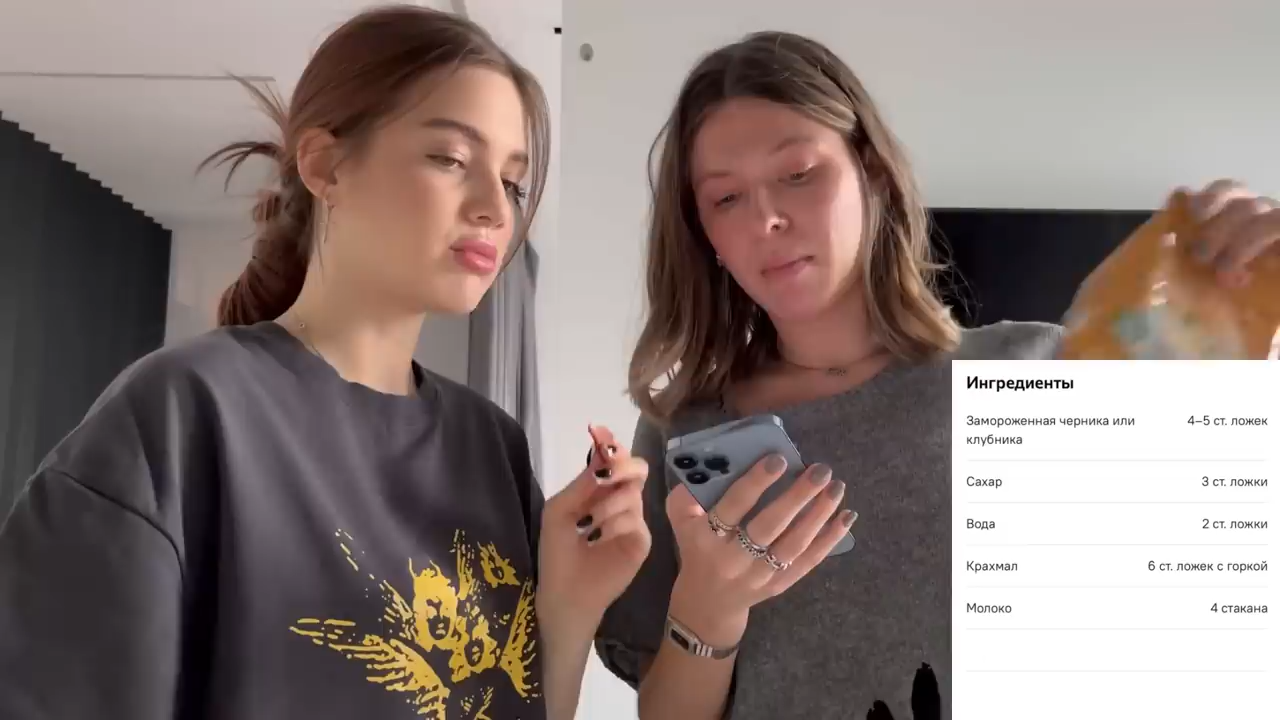 Ингредиенты
Замороженная черника или 4–5 ст. ложек
клубника
Сахар 3 ст. ложки
Вода 2 ст. ложки
Крахмал 6 ст. ложек с горкой
Молоко 4 стакана